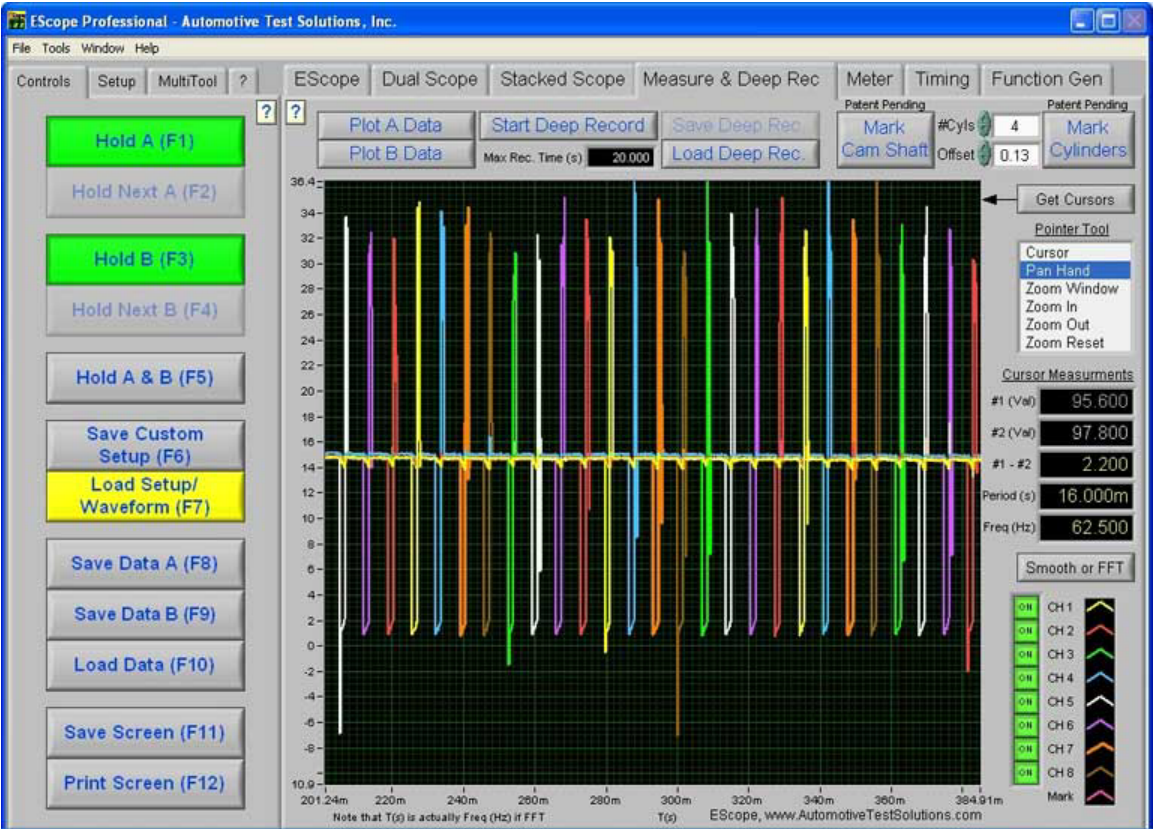 EScope Professional - Automotive Test Solutions, Inc.
File Tools Window Help
Controls Setup MultiTool ?
EScope Dual Scope Stacked Scope Measure & Deep Rec Meter Timing Function Gen
?
?
Hold A (F1)
Hold Next A (F2)
Hold B (F3)
Hold Next B (F4)
Hold A & B (F5)
Save Custom
Setup (F6)
Load Setup/
Waveform (F7)
Save Data A (F8)
Save Data B (F9)
Load Data (F10)
Save Screen (F11)
Print Screen (F12)
Plot A Data
Start Deep Record
Save Deep Rec.
Plot B Data
Max Rec. Time (s) 20.000
Load Deep Rec.
Patent Pending
Mark
Cam Shaft
#Cyls 4
Offset 0.13
Patent Pending
Mark
Cylinders
36.4
34
32
30
28
26
24
22
20
18
16
14
12
10
8
6
4
2
0
-2
-4
-6
-8
10.9
201.24m 220m 240m 260m 280m 300m 320m 340m 360m 384.91m
Note that T(s) is actually Freq (Hz) if FFT
T(s)
EScope, www.AutomotiveTestSolutions.com
Get Cursors
Pointer Tool
Cursor
Pan Hand
Zoom Window
Zoom In
Zoom Out
Zoom Reset
Cursor Measurments
#1 (Val) 95.600
#2 (Val) 97.800
#1 - #2 2.200
Period (s) 16.000m
Freq (Hz) 62.500
Smooth or FFT
ON CH 1
ON CH 2
ON CH 3
ON CH 4
ON CH 5
ON CH 6
ON CH 7
ON CH 8
Mark